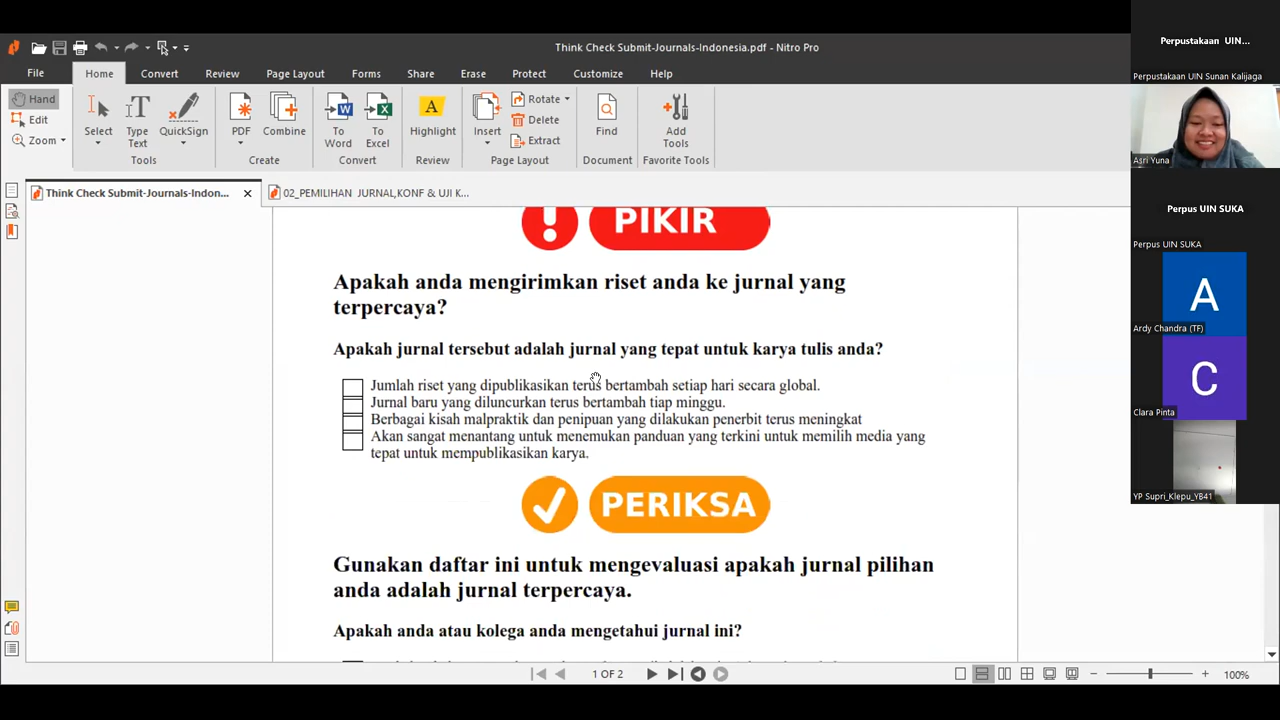 Think Check Submit-Journals-Indonesia.pdf - Nitro Pro
File Home Convert Review Page Layout Forms Share Erase Protect Customize Help
Hand
Edit
Zoom
Select
Type Text
QuickSign
Tools
PDF
Combine
Create
To Word
To Excel
Convert
A
Highlight
Review
Insert
Rotate
Delete
Extract
Page Layout
Find
Document
Add Tools
Favorite Tools
Think Check Submit-Journals-Indon...
02_PEMILIHAN JURNAL,KONF & UJI K...
! PIKIR
Apakah anda mengirimkan riset anda ke jurnal yang
terpercaya?
Apakah jurnal tersebut adalah jurnal yang tepat untuk karya tulis anda?
Jumlah riset yang dipublikasikan terus bertambah setiap hari secara global.
Jurnal baru yang diluncurkan terus bertambah tiap minggu.
Berbagai kisah malpraktik dan penipuan yang dilakukan penerbit terus meningkat
Akan sangat menantang untuk menemukan panduan yang terkini untuk memilih media yang
tepat untuk mempublikasikan karya.
PERIKSA
Gunakan daftar ini untuk mengevaluasi apakah jurnal pilihan
anda adalah jurnal terpercaya.
Apakah anda atau kolega anda mengetahui jurnal ini?
1 OF 2
100%
Perpustakaan UIN...
Perpustakaan UIN Sunan Kalijaga
Asri Yuna
Perpus UIN SUKA
Perpus UIN SUKA
A
Ardy Chandra (TF)
C
Clara Pinta
YP Supri_Klepu_YB41